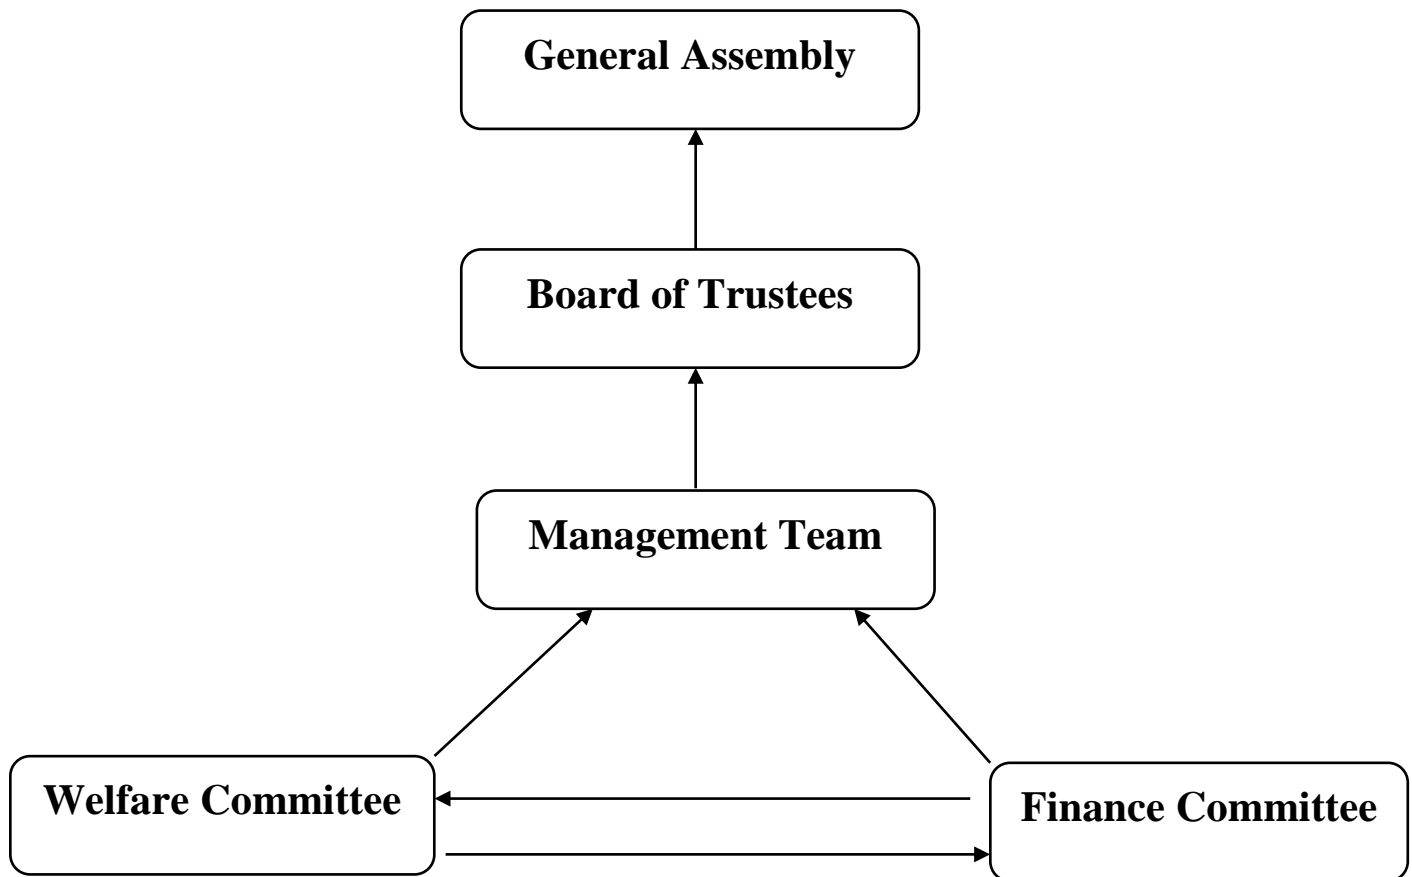 General Assembly
Board of Trustees
Management Team
Welfare Committee
Finance Committee